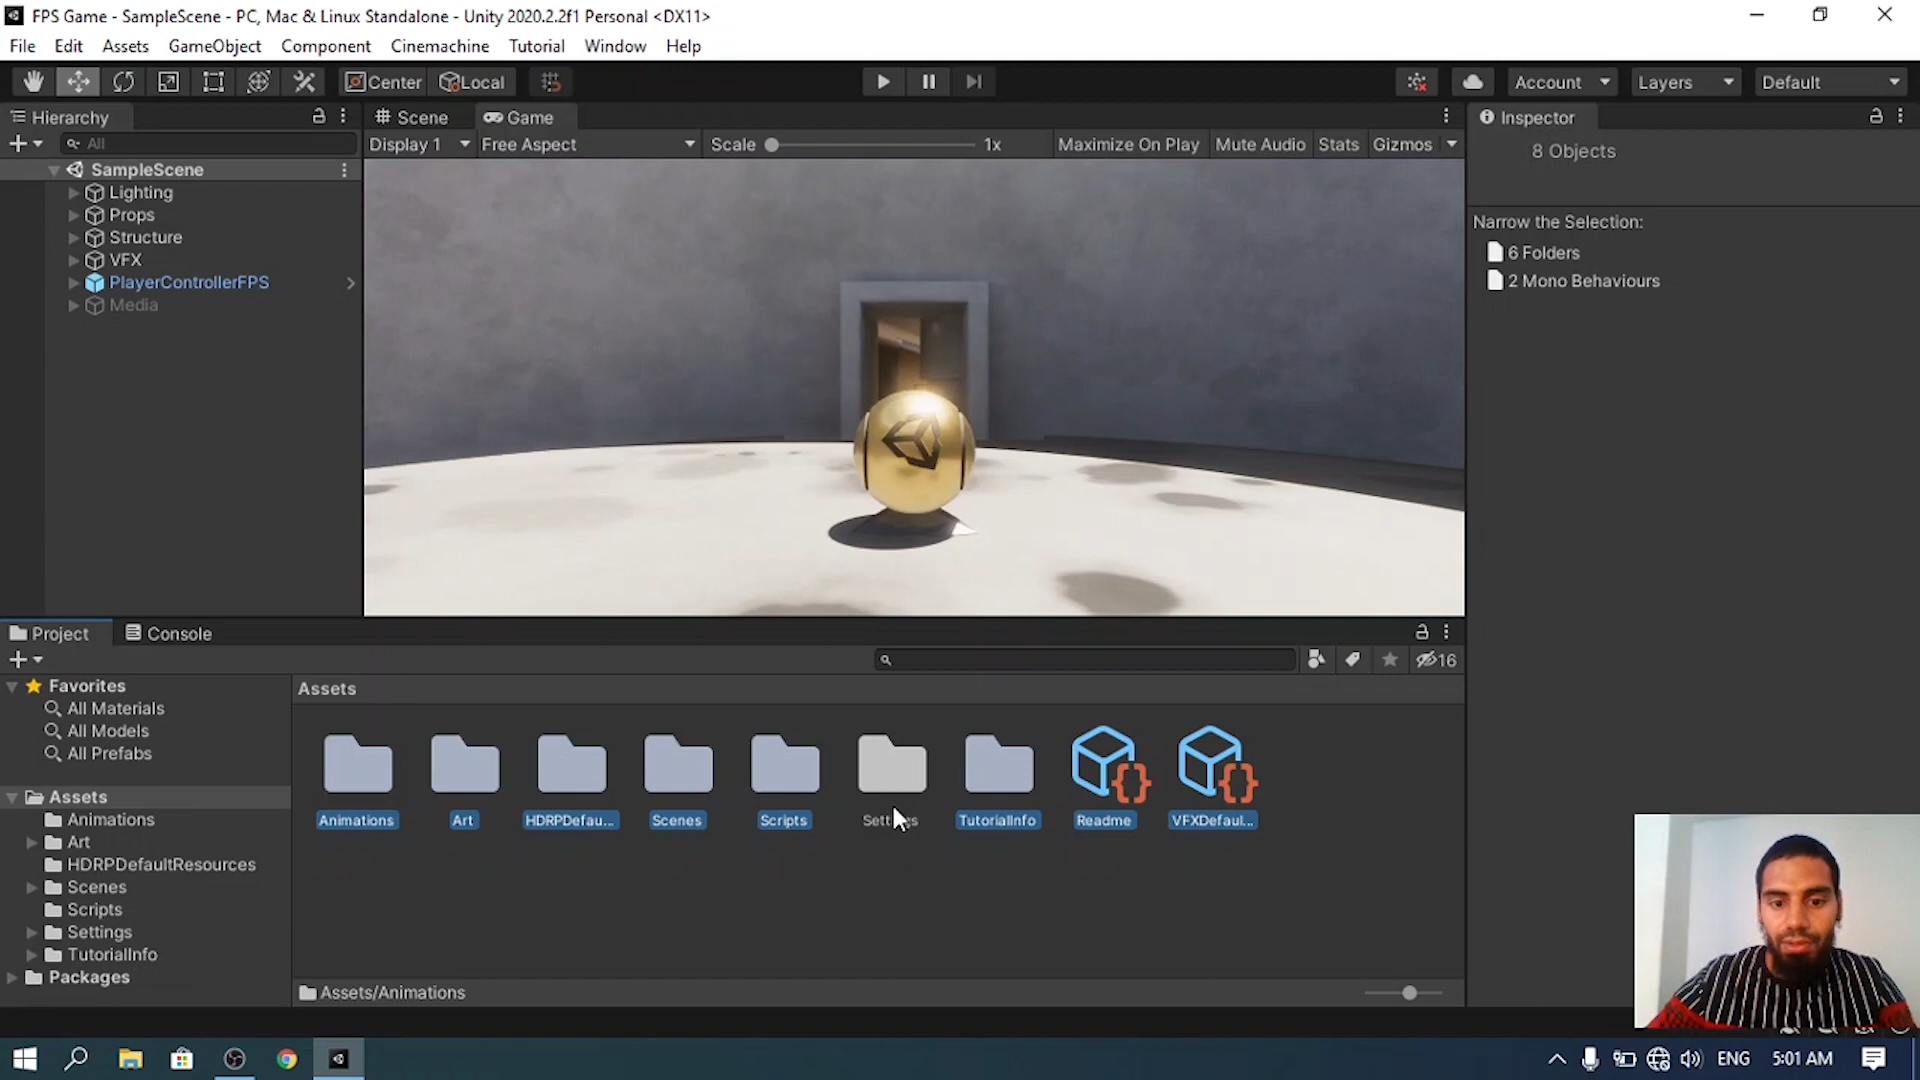 FPS Game - SampleScene - PC, Mac & Linux Standalone - Unity 2020.2.2f1 Personal <DX11>
File Edit Assets GameObject Component Cinemachine Tutorial Window Help
Center Local Account Layers Default
Hierarchy Scene Game Inspector
All Display 1 Free Aspect Scale 1x Maximize On Play Mute Audio Stats Gizmos
8 Objects
SampleScene
Lighting
Props
Structure
VFX
PlayerControllerFPS
Media
Narrow the Selection:
6 Folders
2 Mono Behaviours
Project Console
16
Favorites
All Materials
All Models
All Prefabs
Assets
Animations
Art
HDRPDefaultResources
Scenes
Scripts
Settings
TutorialInfo
Packages
Assets
Animations Art HDRPDefau... Scenes Scripts TutorialInfo Readme VFXDefaul...
Assets/Animations
ENG 5:01 AM